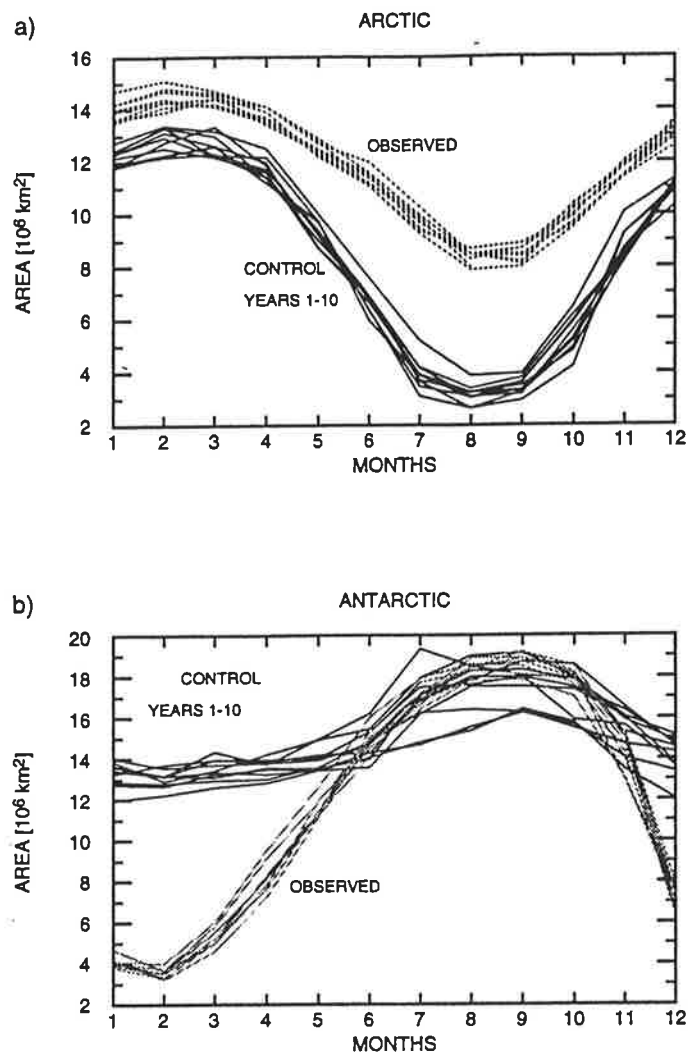 a)
ARCTIC
16
14
12
10
8
6
4
2
AREA [10⁶ km²]
OBSERVED
CONTROL
YEARS 1-10
1 2 3 4 5 6 7 8 9 10 11 12
MONTHS
b)
ANTARCTIC
20
18
16
14
12
10
8
6
4
2
AREA [10⁶ km²]
CONTROL
YEARS 1-10
OBSERVED
1 2 3 4 5 6 7 8 9 10 11 12
MONTHS